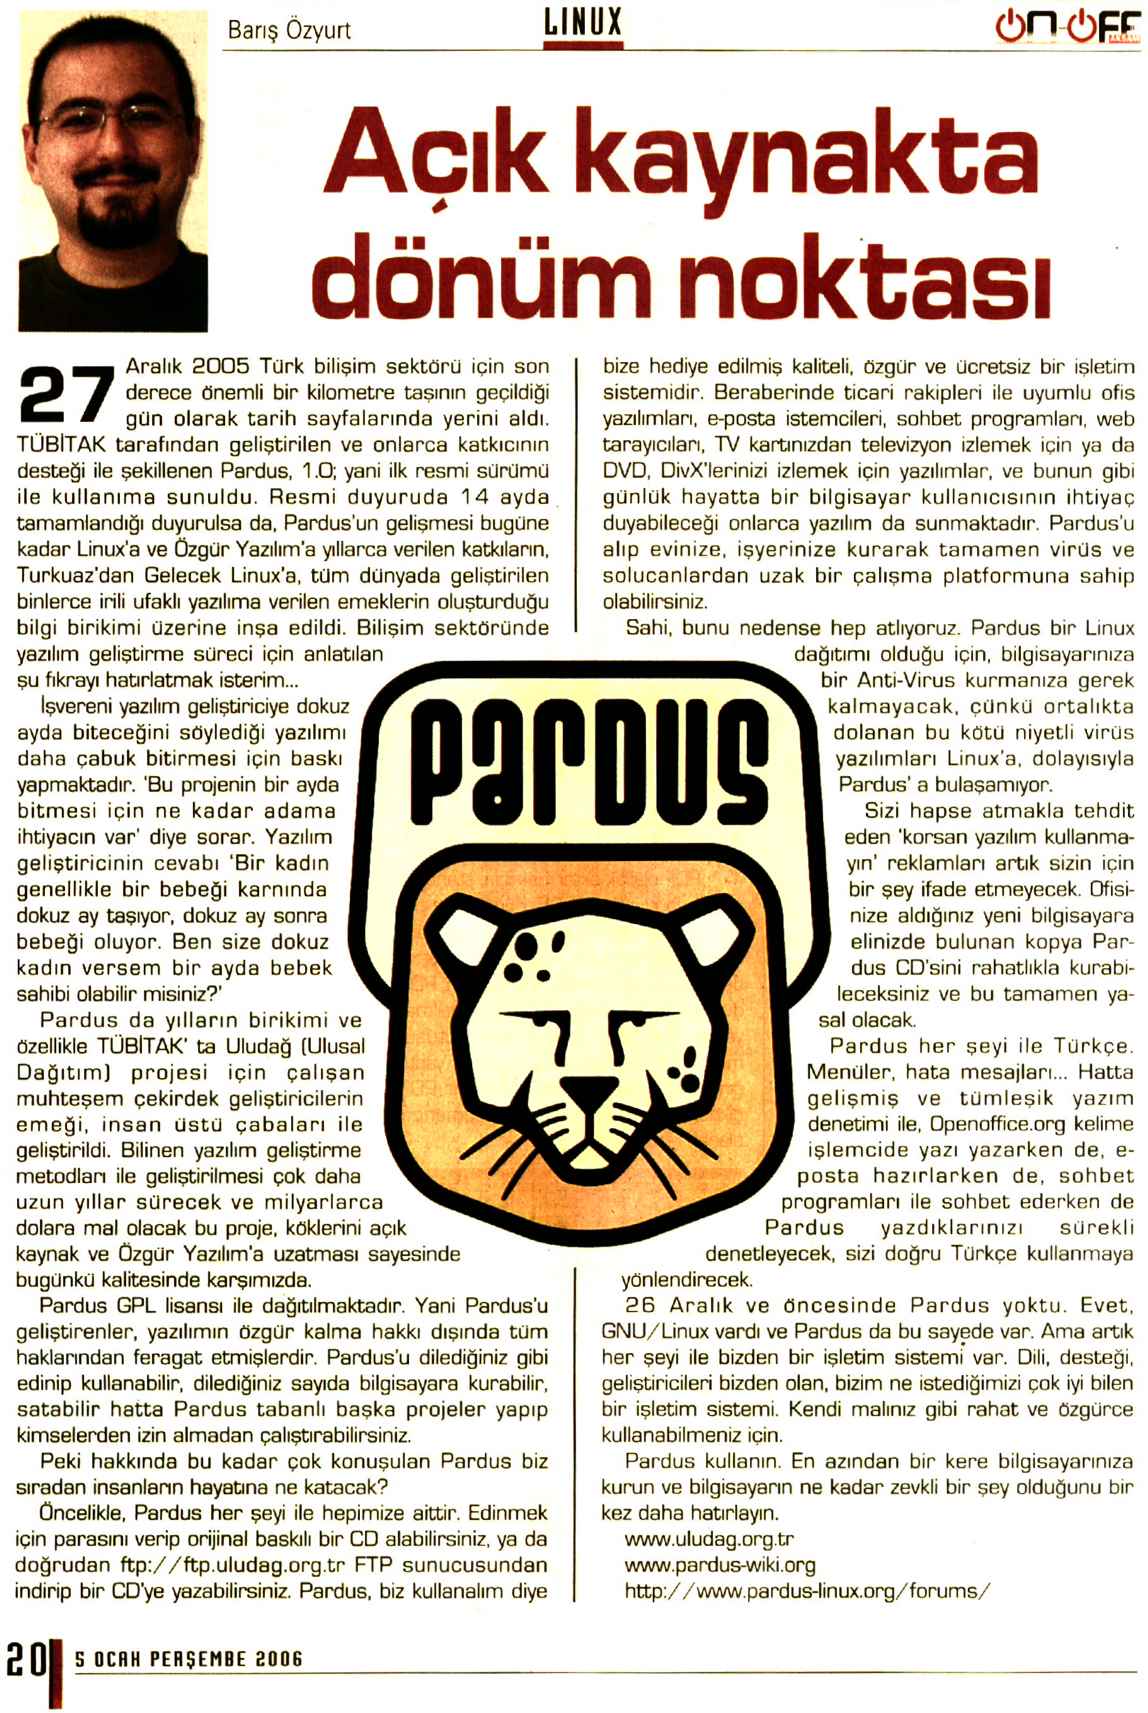 Barış Özyurt
LINUX
ON-OFF
Açık kaynakta
dönüm noktası
27 Aralık 2005 Türk bilişim sektörü için son
derece önemli bir kilometre taşının geçildiği
gün olarak tarih sayfalarında yerini aldı.
TÜBİTAK tarafından geliştirilen ve onlarca katkıcının
desteği ile şekillenen Pardus, 1.0; yani ilk resmi sürümü
ile kullanıma sunuldu. Resmi duyuruda 14 ayda
tamamlandığı duyurulsa da, Pardus'un gelişmesi bugüne
kadar Linux'a ve Özgür Yazılım'a yıllarca verilen katkıların,
Turkuaz'dan Gelecek Linux'a, tüm dünyada geliştirilen
binlerce irili ufaklı yazılıma verilen emeklerin oluşturduğu
bilgi birikimi üzerine inşa edildi. Bilişim sektöründe
yazılım geliştirme süreci için anlatılan
şu fıkrayı hatırlatmak isterim...
İşvereni yazılım geliştiriciye dokuz
ayda biteceğini söylediği yazılımı
daha çabuk bitirmesi için baskı
yapmaktadır. 'Bu projenin bir ayda
bitmesi için ne kadar adama
ihtiyacın var' diye sorar. Yazılım
geliştiricinin cevabı 'Bir kadın
genellikle bir bebeği karnında
dokuz ay taşıyor, dokuz ay sonra
bebeği oluyor. Ben size dokuz
kadın versem bir ayda bebek
sahibi olabilir misiniz?'
Pardus da yılların birikimi ve
özellikle TÜBİTAK' ta Uludağ (Ulusal
Dağıtım) projesi için çalışan
muhteşem çekirdek geliştiricilerin
emeği, insan üstü çabaları ile
geliştirildi. Bilinen yazılım geliştirme
metodları ile geliştirilmesi çok daha
uzun yıllar sürecek ve milyarlarca
dolara mal olacak bu proje, köklerini açık
kaynak ve Özgür Yazılım'a uzatması sayesinde
bugünkü kalitesinde karşımızda.
Pardus GPL lisansı ile dağıtılmaktadır. Yani Pardus'u
geliştirenler, yazılımın özgür kalma hakkı dışında tüm
haklarından feragat etmişlerdir. Pardus'u dilediğiniz gibi
edinip kullanabilir, dilediğiniz sayıda bilgisayara kurabilir,
satabilir hatta Pardus tabanlı başka projeler yapıp
kimselerden izin almadan çalıştırabilirsiniz.
Peki hakkında bu kadar çok konuşulan Pardus biz
sıradan insanların hayatına ne katacak?
Öncelikle, Pardus her şeyi ile hepimize aittir. Edinmek
için parasını verip orijinal baskılı bir CD alabilirsiniz, ya da
doğrudan ftp://ftp.uludag.org.tr FTP sunucusundan
indirip bir CD'ye yazabilirsiniz. Pardus, biz kullanalım diye
PARDUS
bize hediye edilmiş kaliteli, özgür ve ücretsiz bir işletim
sistemidir. Beraberinde ticari rakipleri ile uyumlu ofis
yazılımları, e-posta istemcileri, sohbet programları, web
tarayıcıları, TV kartınızdan televizyon izlemek için ya da
DVD, DivX'lerinizi izlemek için yazılımlar, ve bunun gibi
günlük hayatta bir bilgisayar kullanıcısının ihtiyaç
duyabileceği onlarca yazılım da sunmaktadır. Pardus'u
alıp evinize, işyerinize kurarak tamamen virüs ve
solucanlardan uzak bir çalışma platformuna sahip
olabilirsiniz.
Sahi, bunu nedense hep atlıyoruz. Pardus bir Linux
dağıtımı olduğu için, bilgisayarınıza
bir Anti-Virus kurmanıza gerek
kalmayacak, çünkü ortalıkta
dolanan bu kötü niyetli virüs
yazılımları Linux'a, dolayısıyla
Pardus' a bulaşamıyor.
Sizi hapse atmakla tehdit
eden 'korsan yazılım kullanma-
yın' reklamları artık sizin için
bir şey ifade etmeyecek. Ofisi-
nize aldığınız yeni bilgisayara
elinizde bulunan kopya Par-
dus CD'sini rahatlıkla kurabi-
leceksiniz ve bu tamamen ya-
sal olacak.
Pardus her şeyi ile Türkçe.
Menüler, hata mesajları... Hatta
gelişmiş ve tümleşik yazım
denetimi ile, Openoffice.org kelime
işlemcide yazı yazarken de, e-
posta hazırlarken de, sohbet
programları ile sohbet ederken de
Pardus yazdıklarınızı sürekli
denetleyecek, sizi doğru Türkçe kullanmaya
yönlendirecek.
26 Aralık ve öncesinde Pardus yoktu. Evet,
GNU/Linux vardı ve Pardus da bu sayede var. Ama artık
her şeyi ile bizden bir işletim sistemi var. Dili, desteği,
geliştiricileri bizden olan, bizim ne istediğimizi çok iyi bilen
bir işletim sistemi. Kendi malınız gibi rahat ve özgürce
kullanabilmeniz için.
Pardus kullanın. En azından bir kere bilgisayarınıza
kurun ve bilgisayarın ne kadar zevkli bir şey olduğunu bir
kez daha hatırlayın.
www.uludag.org.tr
www.pardus-wiki.org
http://www.pardus-linux.org/forums/
20
5 OCAK PERŞEMBE 2006